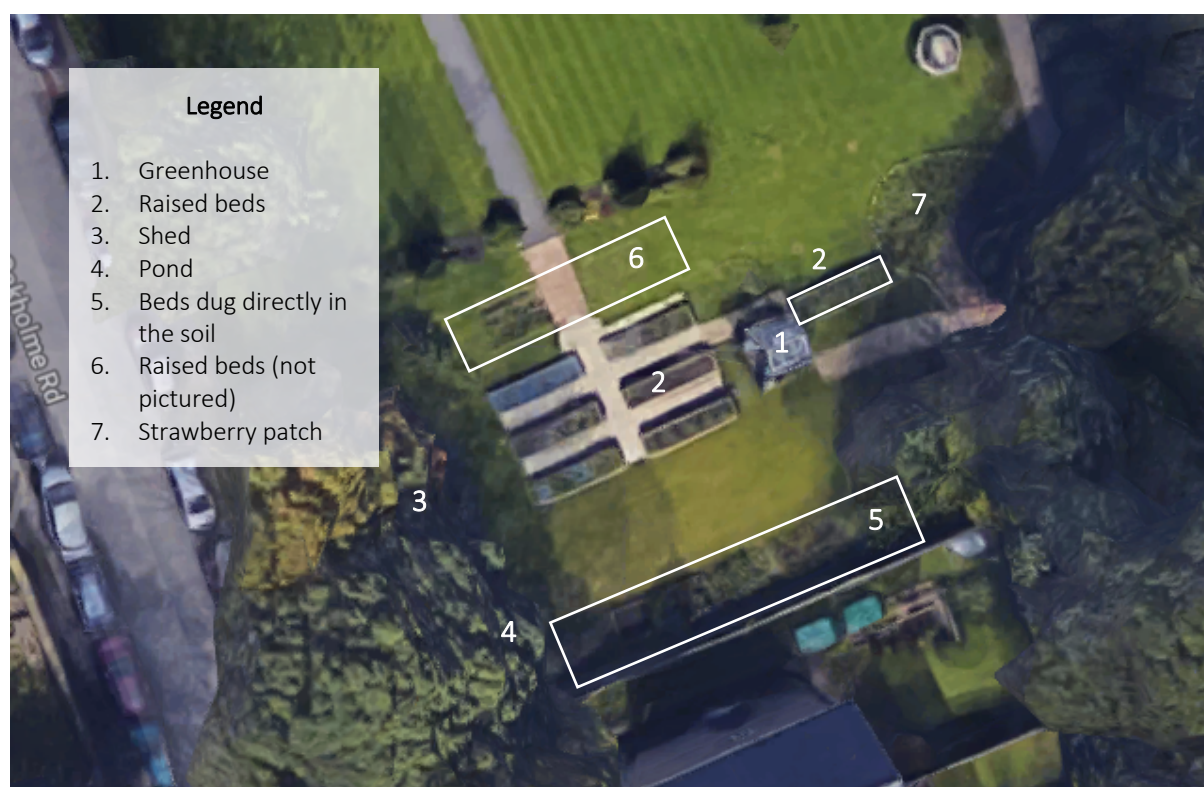 Legend
1. Greenhouse
2. Raised beds
3. Shed
4. Pond
5. Beds dug directly in
the soil
6. Raised beds (not
pictured)
7. Strawberry patch
7
6
2
1
2
3
5
4
Rd